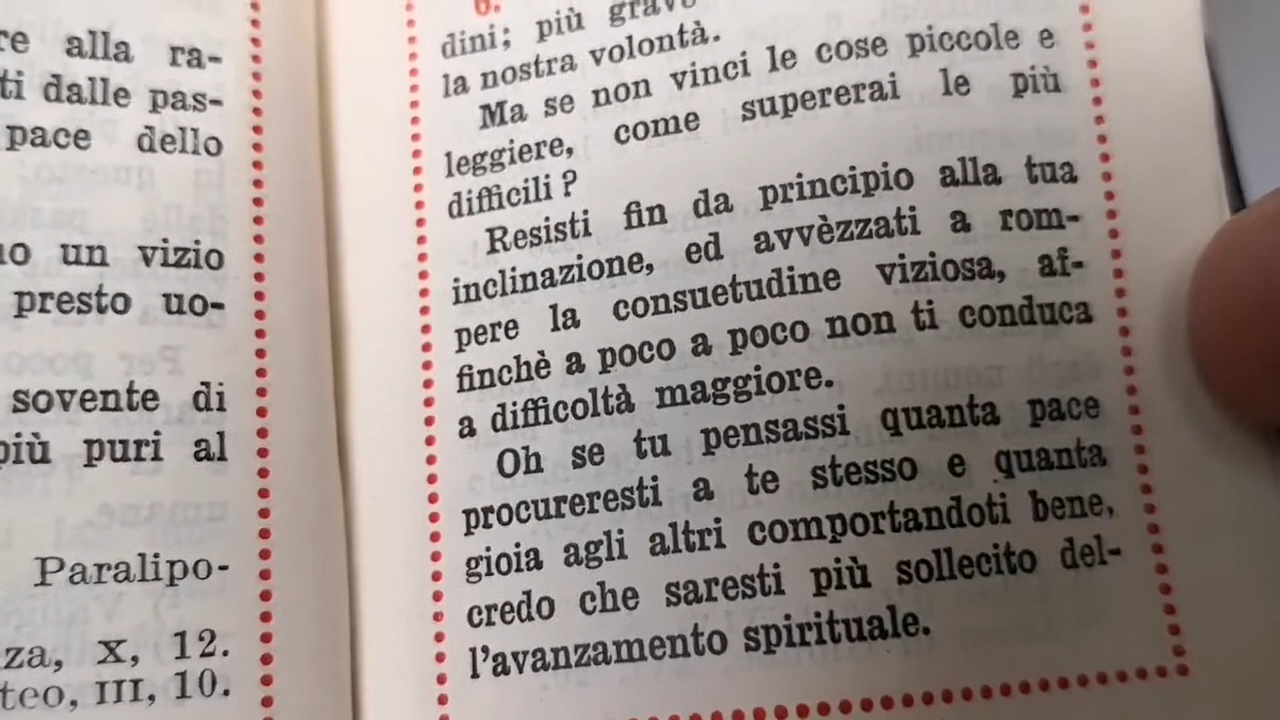 re alla ra-
ti dalle pas-
pace dello
un vizio
presto uo-
sovente di
più puri al
Paralipo-
za, X, 12.
teo, III, 10.
6.
dini; più grave
la nostra volontà.
Ma se non vinci le cose piccole e
leggiere, come supererai le più
difficili ?
Resisti fin da principio alla tua
inclinazione, ed avvèzzati a rom-
pere la consuetudine viziosa, af-
finchè a poco a poco non ti conduca
a difficoltà maggiore.
Oh se tu pensassi quanta pace
procureresti a te stesso e quanta
gioia agli altri comportandoti bene,
credo che saresti più sollecito del-
l'avanzamento spirituale.